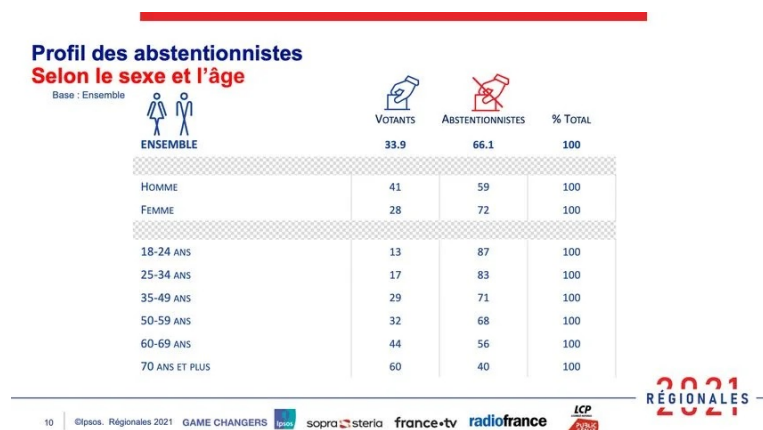 Profil des abstentionnistes
Selon le sexe et l'âge
Base : Ensemble
VOTANTS ABSTENTIONNISTES % TOTAL
ENSEMBLE 33.9 66.1 100
HOMME 41 59 100
FEMME 28 72 100
18-24 ANS 13 87 100
25-34 ANS 17 83 100
35-49 ANS 29 71 100
50-59 ANS 32 68 100
60-69 ANS 44 56 100
70 ANS ET PLUS 60 40 100
2021
RÉGIONALES
2021
10 ©Ipsos. Régionales 2021 GAME CHANGERS Ipsos sopra steria france•tv radiofrance LCP PUBLIC